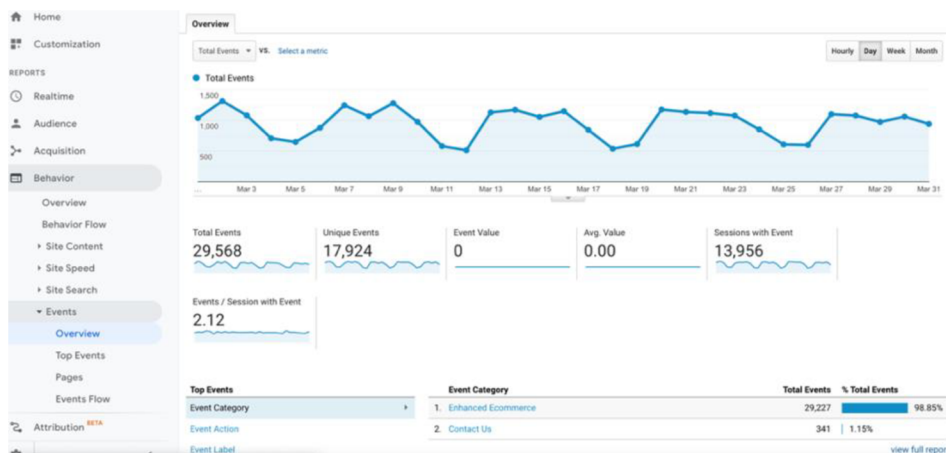 Home
Customization
REPORTS
Realtime
Audience
Acquisition
Behavior
Overview
Behavior Flow
Site Content
Site Speed
Site Search
Events
Overview
Top Events
Pages
Events Flow
Attribution BETA
Overview
Total Events VS. Select a metric
Hourly Day Week Month
Total Events
1,500
1,000
500
... Mar 3 Mar 5 Mar 7 Mar 9 Mar 11 Mar 13 Mar 15 Mar 17 Mar 19 Mar 21 Mar 23 Mar 25 Mar 27 Mar 29 Mar 31
Total Events Unique Events Event Value Avg. Value Sessions with Event
29,568 17,924 0 0.00 13,956
Events / Session with Event
2.12
Top Events
Event Category
Event Action
Event Label
Event Category Total Events % Total Events
1. Enhanced Ecommerce 29,227 98.85%
2. Contact Us 341 1.15%
view full repor